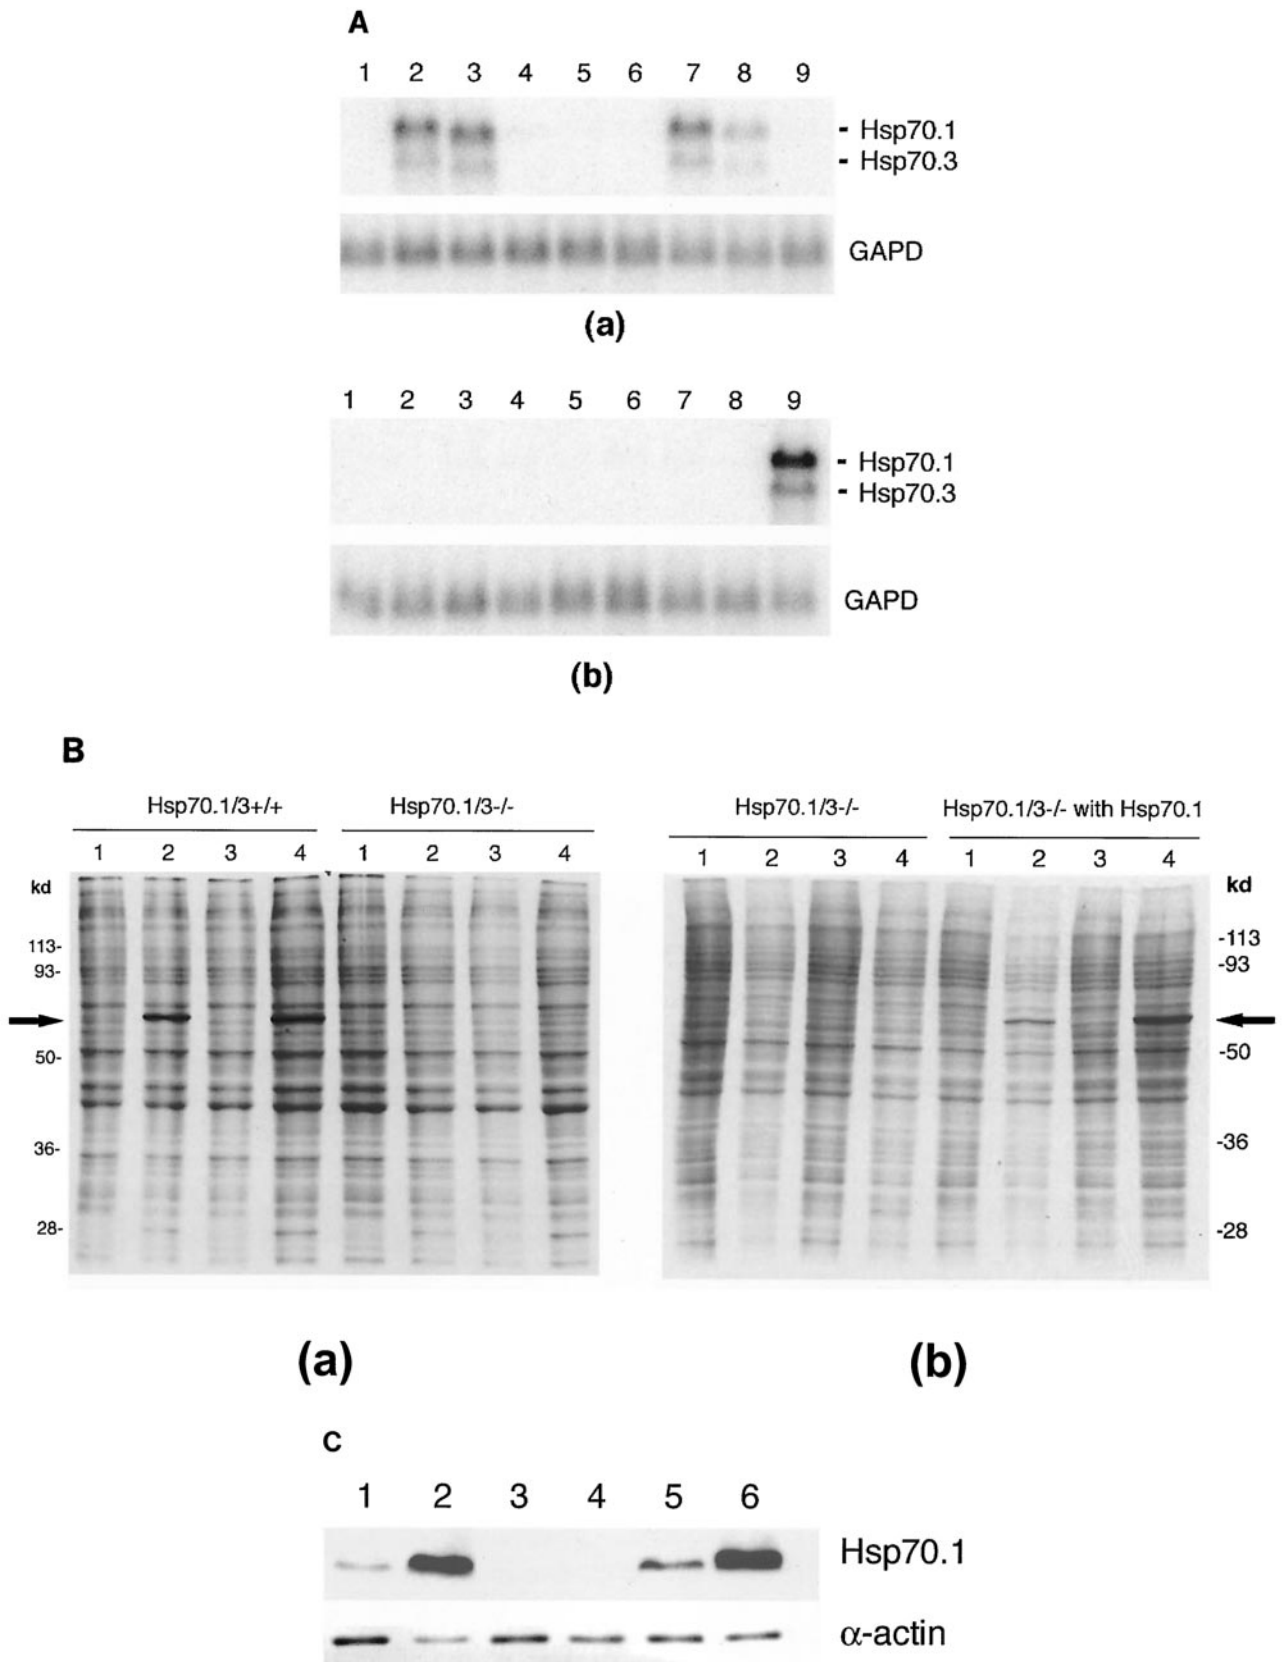 A
1 2 3 4 5 6 7 8 9
- Hsp70.1
- Hsp70.3
GAPD
(a)
1 2 3 4 5 6 7 8 9
- Hsp70.1
- Hsp70.3
GAPD
(b)
B
Hsp70.1/3+/+ Hsp70.1/3-/- Hsp70.1/3-/- Hsp70.1/3-/- with Hsp70.1
1 2 3 4 1 2 3 4 1 2 3 4 1 2 3 4
kd kd
113- -113
93- -93
50- -50
36- -36
28- -28
(a) (b)
C
1 2 3 4 5 6
Hsp70.1
α-actin